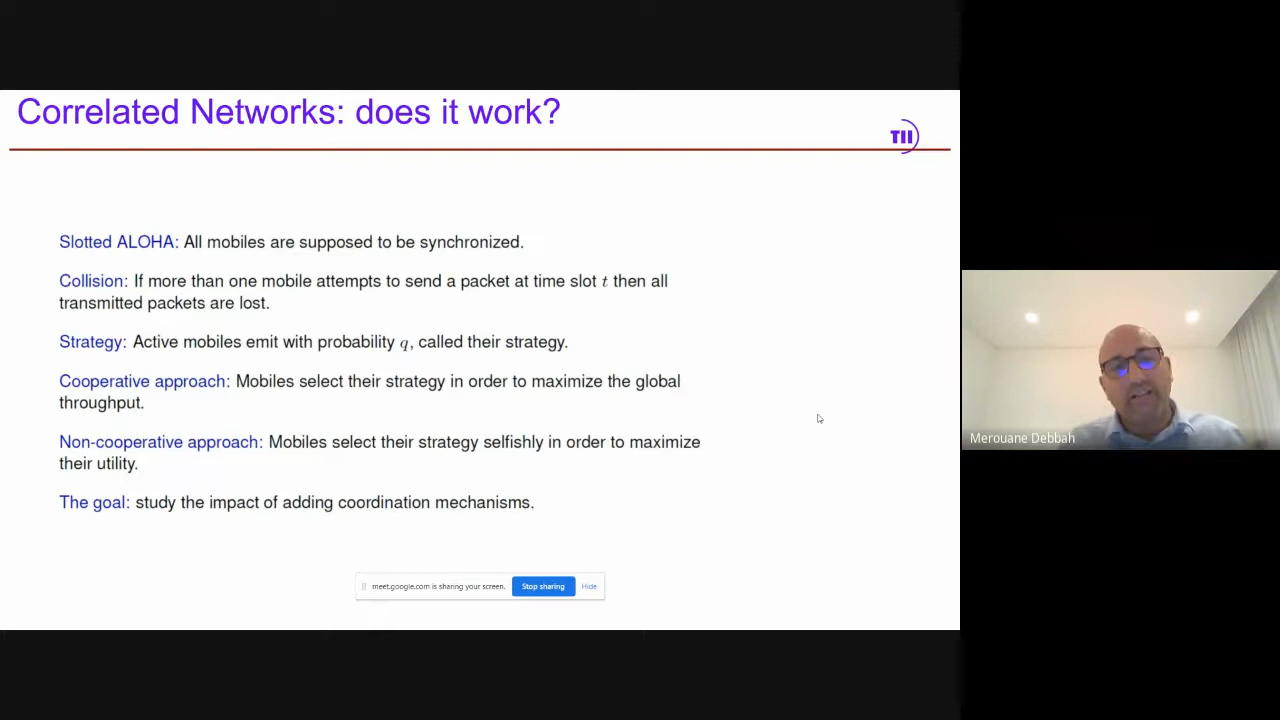 Correlated Networks: does it work?
TII
Slotted ALOHA: All mobiles are supposed to be synchronized.
Collision: If more than one mobile attempts to send a packet at time slot t then all
transmitted packets are lost.
Strategy: Active mobiles emit with probability q, called their strategy.
Cooperative approach: Mobiles select their strategy in order to maximize the global
throughput.
Non-cooperative approach: Mobiles select their strategy selfishly in order to maximize
their utility.
The goal: study the impact of adding coordination mechanisms.
meet.google.com is sharing your screen. Stop sharing Hide
Merouane Debbah